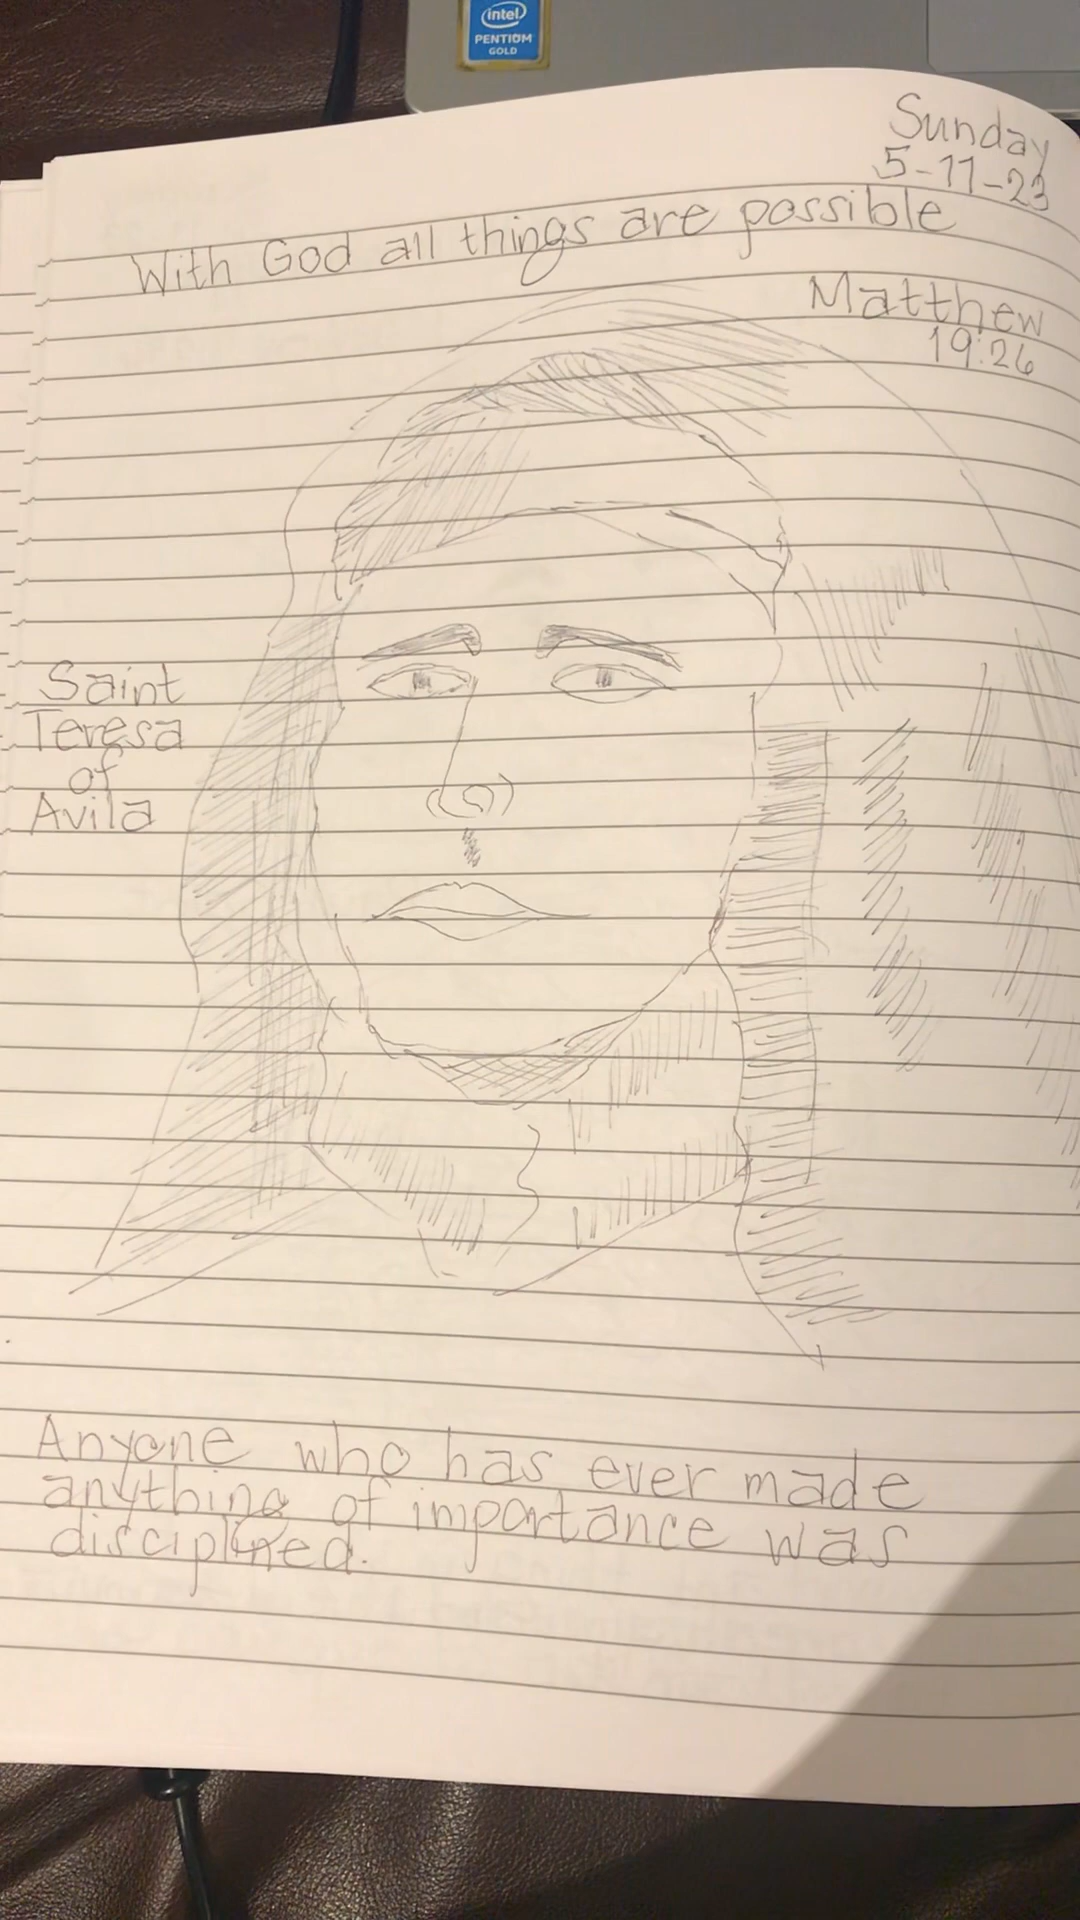 intel
PENTIUM
GOLD
Sunday
5-11-23
With God all things are possible
Matthew
19:26
Saint
Teresa
of
Avila
Anyone who has ever made
anything of importance was
disciplined.